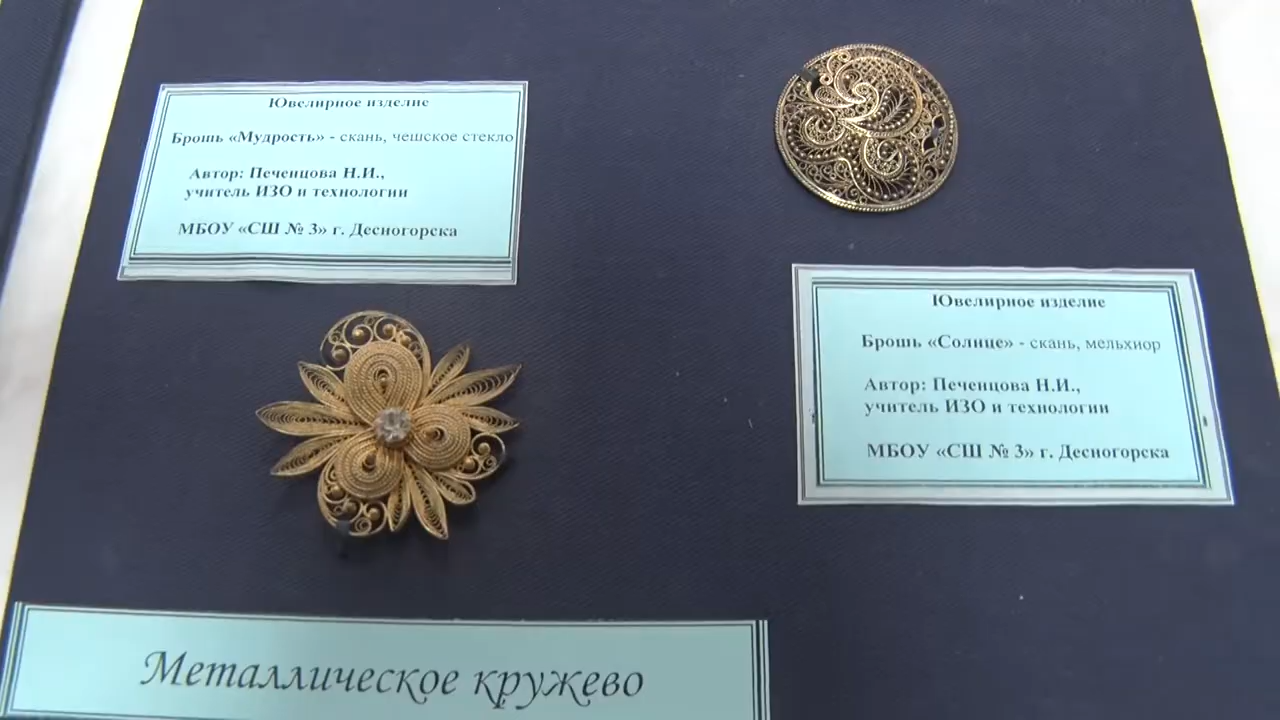 Ювелирное изделие
Брошь «Мудрость» - скань, чешское стекло
Автор: Печенцова Н.И.,
учитель ИЗО и технологии
МБОУ «СШ № 3» г. Десногорска
Ювелирное изделие
Брошь «Солнце» - скань, мельхиор
Автор: Печенцова Н.И.,
учитель ИЗО и технологии
МБОУ «СШ № 3» г. Десногорска
Металлическое кружево